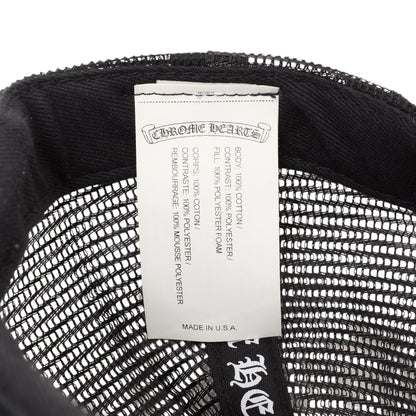 CHROME HEARTS
BODY: 100% COTTON /
CONTRAST: 100% POLYESTER /
FILL: 100% POLYESTER FOAM
CORPS: 100% COTON /
CONTRASTE: 100% POLYESTER /
REMBOURRAGE: 100% MOUSSE POLYESTER
MADE IN U.S.A.